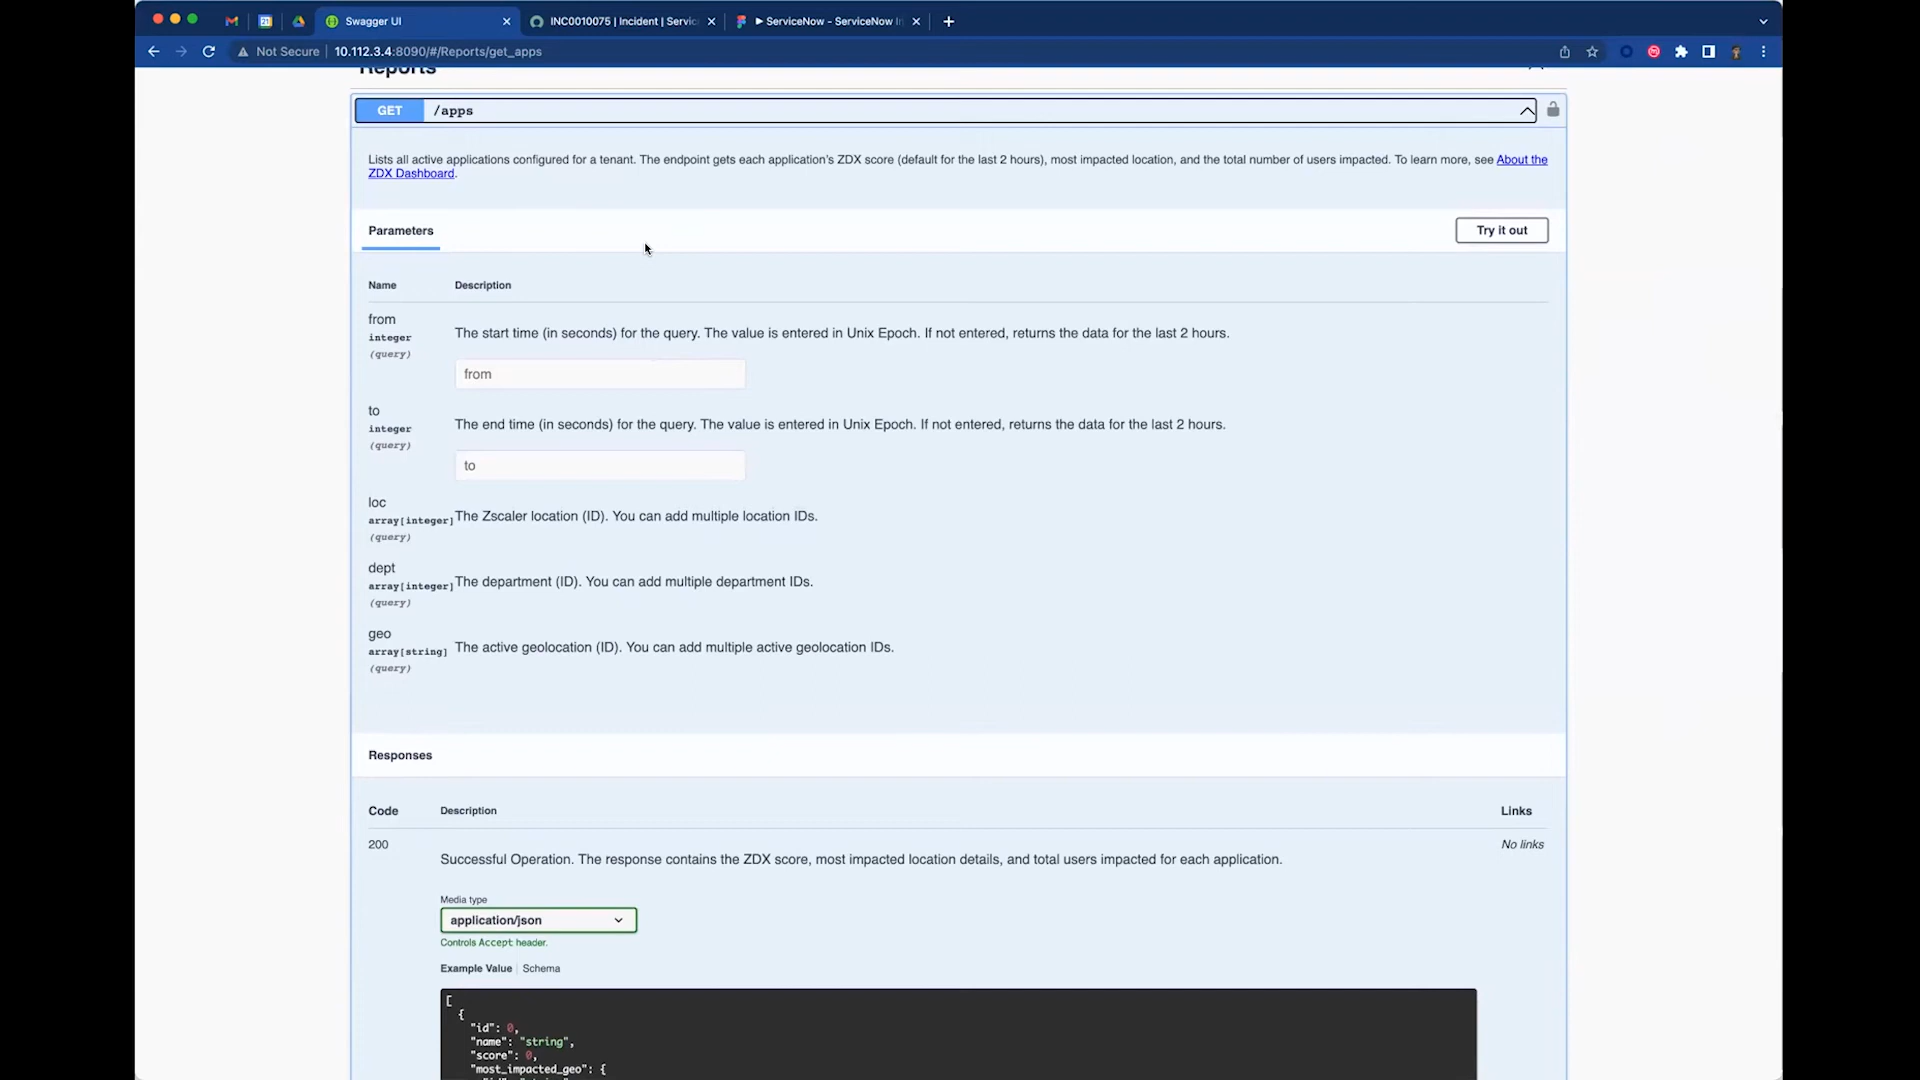 Swagger UI
INC0010075 | Incident | Servic
▶ ServiceNow - ServiceNow I
Not Secure | 10.112.3.4:8090/#/Reports/get_apps
Reports
GET /apps
Lists all active applications configured for a tenant. The endpoint gets each application's ZDX score (default for the last 2 hours), most impacted location, and the total number of users impacted. To learn more, see About the
ZDX Dashboard.
Parameters
Try it out
Name Description
from
integer
(query)
The start time (in seconds) for the query. The value is entered in Unix Epoch. If not entered, returns the data for the last 2 hours.
from
to
integer
(query)
The end time (in seconds) for the query. The value is entered in Unix Epoch. If not entered, returns the data for the last 2 hours.
to
loc
array[integer]
(query)
The Zscaler location (ID). You can add multiple location IDs.
dept
array[integer]
(query)
The department (ID). You can add multiple department IDs.
geo
array[string]
(query)
The active geolocation (ID). You can add multiple active geolocation IDs.
Responses
Code Description Links
200
Successful Operation. The response contains the ZDX score, most impacted location details, and total users impacted for each application.
No links
Media type
application/json
Controls Accept header.
Example Value | Schema
[
{
"id": 0,
"name": "string",
"score": 0,
"most_impacted_geo": {